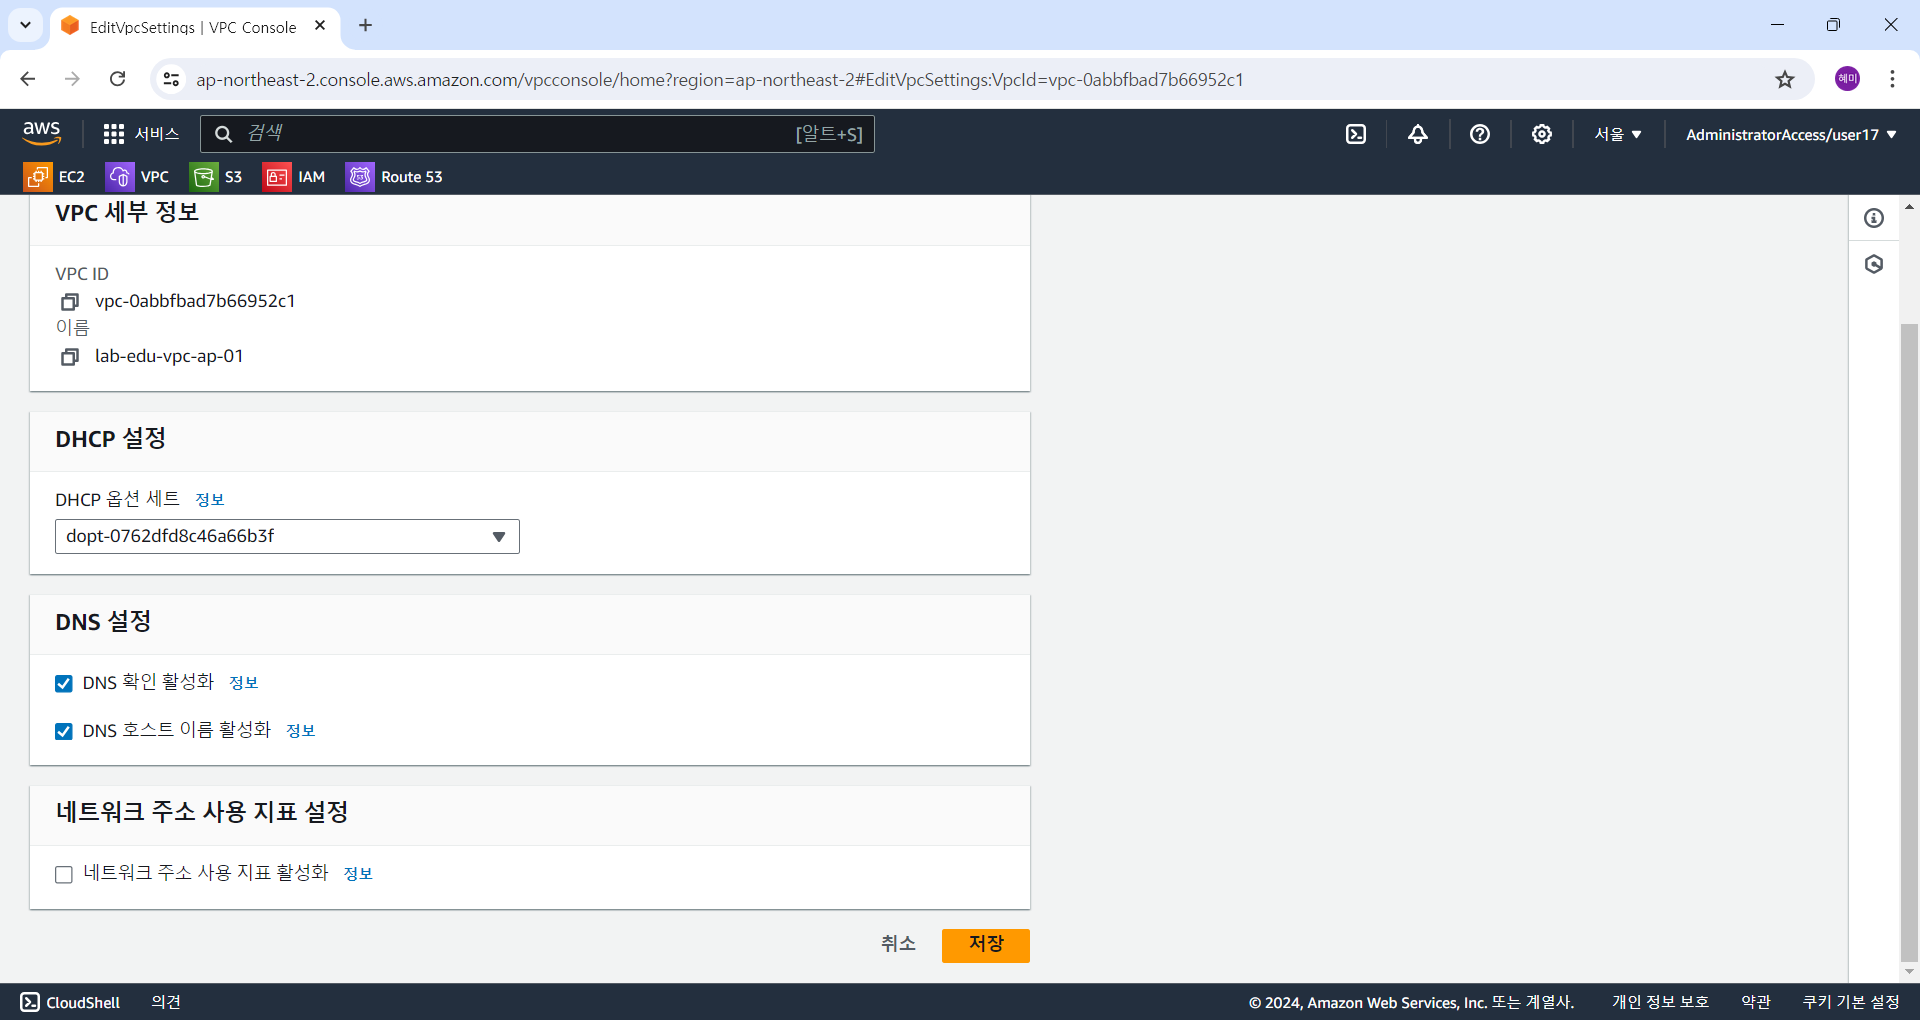 EditVpcSettings | VPC Console
ap-northeast-2.console.aws.amazon.com/vpcconsole/home?region=ap-northeast-2#EditVpcSettings:VpcId=vpc-0abbfbad7b66952c1
혜미
aws
서비스
검색
[알트+S]
서울
AdministratorAccess/user17
EC2
VPC
S3
IAM
Route 53
VPC 세부 정보
VPC ID
vpc-0abbfbad7b66952c1
이름
lab-edu-vpc-ap-01
DHCP 설정
DHCP 옵션 세트 정보
dopt-0762dfd8c46a66b3f
DNS 설정
DNS 확인 활성화 정보
DNS 호스트 이름 활성화 정보
네트워크 주소 사용 지표 설정
네트워크 주소 사용 지표 활성화 정보
취소
저장
CloudShell
의견
© 2024, Amazon Web Services, Inc. 또는 계열사.
개인 정보 보호
약관
쿠키 기본 설정